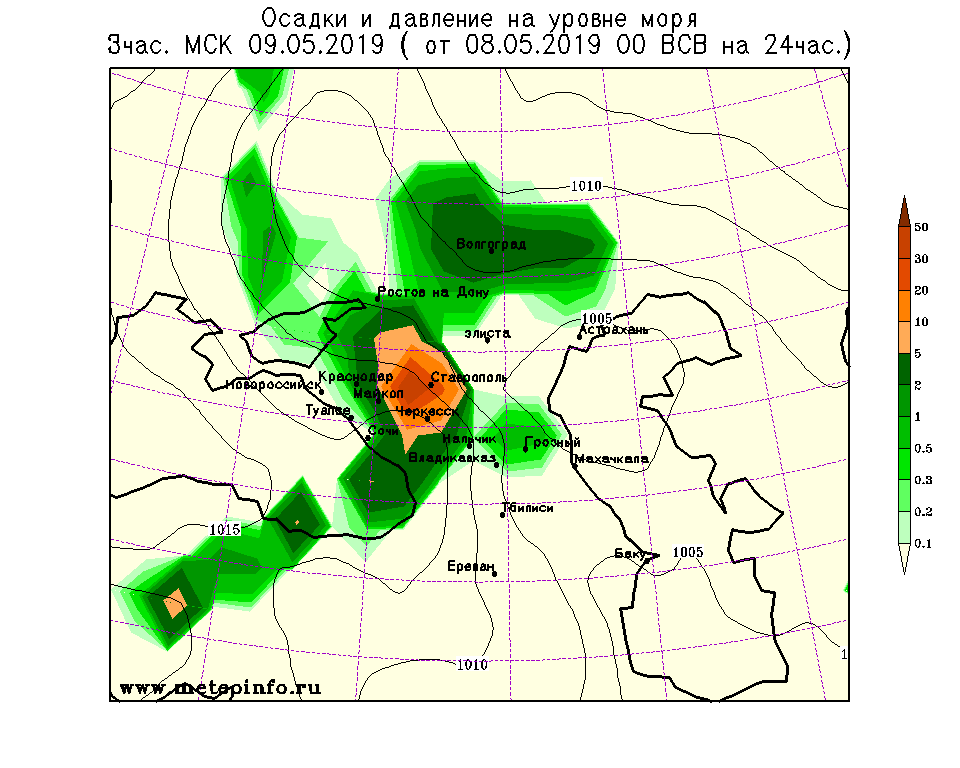 Осадки и давление на уровне моря
3час. МСК 09.05.2019 ( от 08.05.2019 00 ВСВ на 24час.)
1010
Волгоград
Ростов на Дону
1005
Астрахань
элиста
Краснодар
Ставрополь
Новороссийск
Майкоп
Туапсе
Черкесск
Сочи
Нальчик
Грозный
Владикавказ
Махачкала
Тбилиси
1015
Баку
1005
Ереван
1010
1
www.meteoinfo.ru
50
30
20
10
5
2
1
0.5
0.3
0.2
0.1